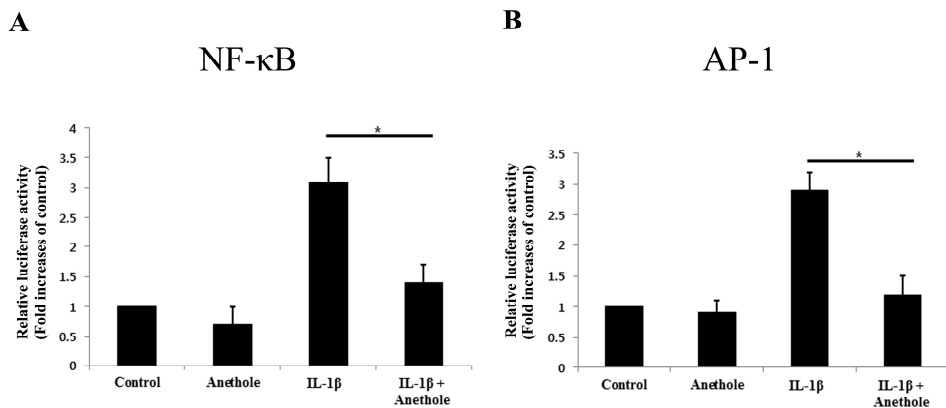 A
NF-κB
Relative luciferase activity
(Fold increases of control)
4
3.5
3
2.5
2
1.5
1
0.5
0
*
Control
Anethole
IL-1β
IL-1β +
Anethole
B
AP-1
Relative luciferase activity
(Fold increases of control)
3.5
3
2.5
2
1.5
1
0.5
0
*
Control
Anethole
IL-1β
IL-1β +
Anethole